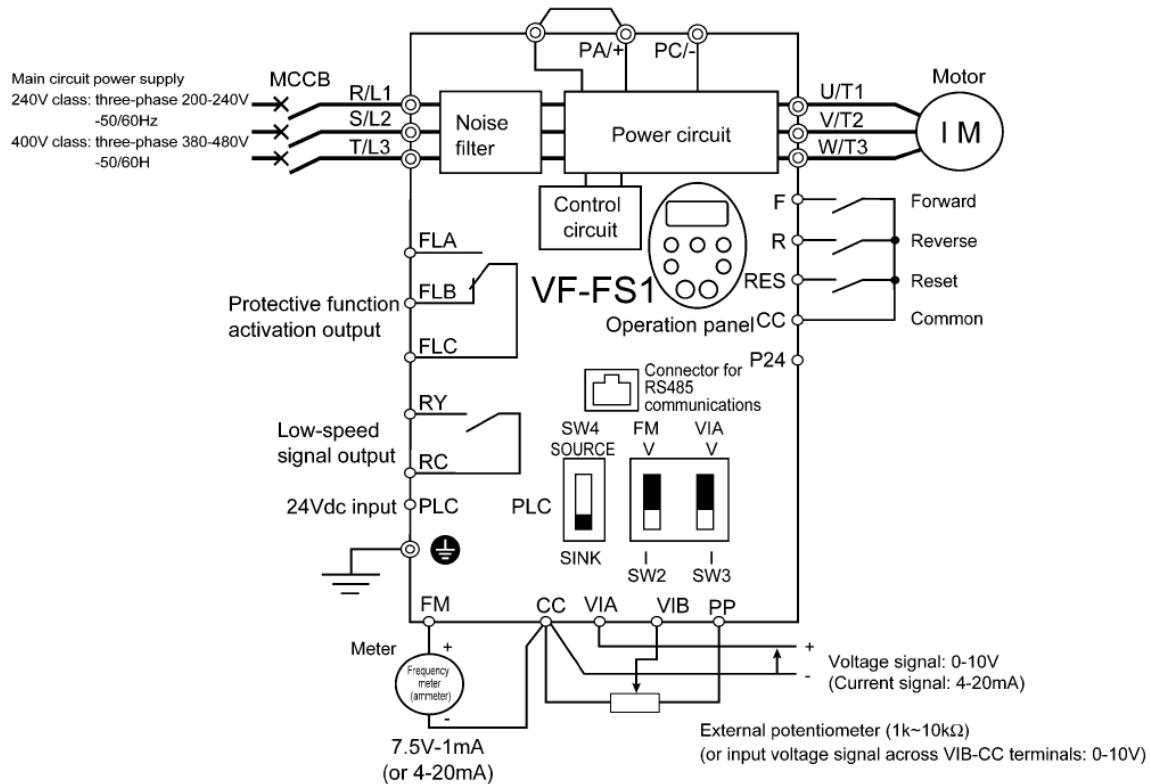 PA/+
PC/-
Main circuit power supply
240V class: three-phase 200-240V
-50/60Hz
400V class: three-phase 380-480V
-50/60H
MCCB
R/L1
S/L2
T/L3
Noise
filter
Power circuit
U/T1
V/T2
W/T3
Motor
I M
Control
circuit
F
Forward
R
Reverse
RES
Reset
CC
Common
P24
FLA
FLB
FLC
Protective function
activation output
VF-FS1
Operation panel
Connector for
RS485
communications
RY
RC
Low-speed
signal output
24Vdc input
PLC
SW4
SOURCE
PLC
SINK
FM
V
VIA
V
I
SW2
I
SW3
FM
CC
VIA
VIB
PP
Meter
+
Frequency
meter
(ammeter)
-
7.5V-1mA
(or 4-20mA)
+
-
Voltage signal: 0-10V
(Current signal: 4-20mA)
External potentiometer (1k~10kΩ)
(or input voltage signal across VIB-CC terminals: 0-10V)